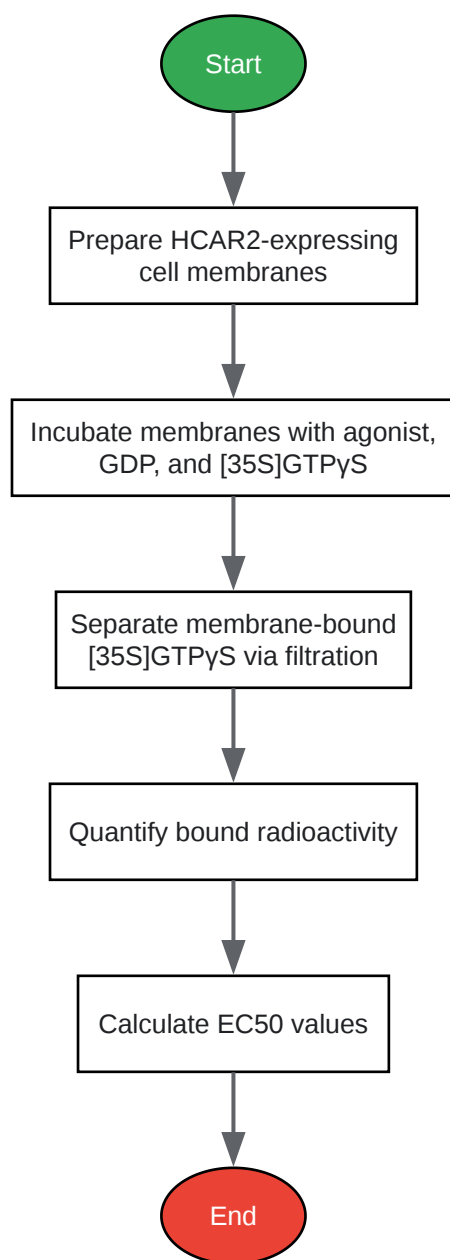 Start
Prepare HCAR2-expressing
cell membranes
Incubate membranes with agonist,
GDP, and [35S]GTPγS
Separate membrane-bound
[35S]GTPγS via filtration
Quantify bound radioactivity
Calculate EC50 values
End